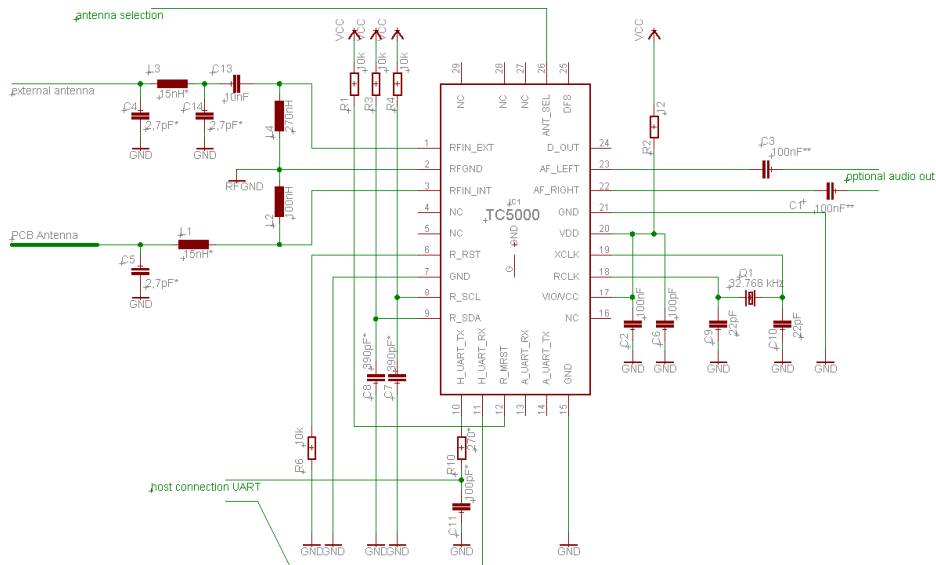 antenna selection
VCC
VCC
VCC
VCC
10k
10k
10k
R1
R3
R4
12
R2
L3
15nH*
C13
10nF
external antenna
C4
2,7pF*
C14
2,7pF*
GND
GND
L4
270nH
RFGND
L2
100nH
PCB Antenna
L1
15nH*
C5
2,7pF*
GND
29
28
27
26
25
NC
NC
NC
ANT_SEL
DFS
1
RFIN_EXT
2
RFGND
3
RFIN_INT
4
NC
5
NC
6
R_RST
7
GND
8
R_SCL
9
R_SDA
IC1
TC5000
GND
G
D_OUT
24
AF_LEFT
23
AF_RIGHT
22
GND
21
VDD
20
XCLK
19
RCLK
18
VIO/VCC
17
NC
16
H_UART_TX
H_UART_RX
R_MRST
A_UART_RX
A_UART_TX
GND
10
11
12
13
14
15
C3
100nF**
C1
100nF**
optional audio out
Q1
32.768 kHz
C2
100nF
C6
100pF
C9
22pF
C10
22pF
GND
GND
GND
GND
GND
C8
390pF*
C7
390pF*
R6
10k
R10
270*
C11
100pF*
host connection UART
GND
GND
GND
GND
GND
GND